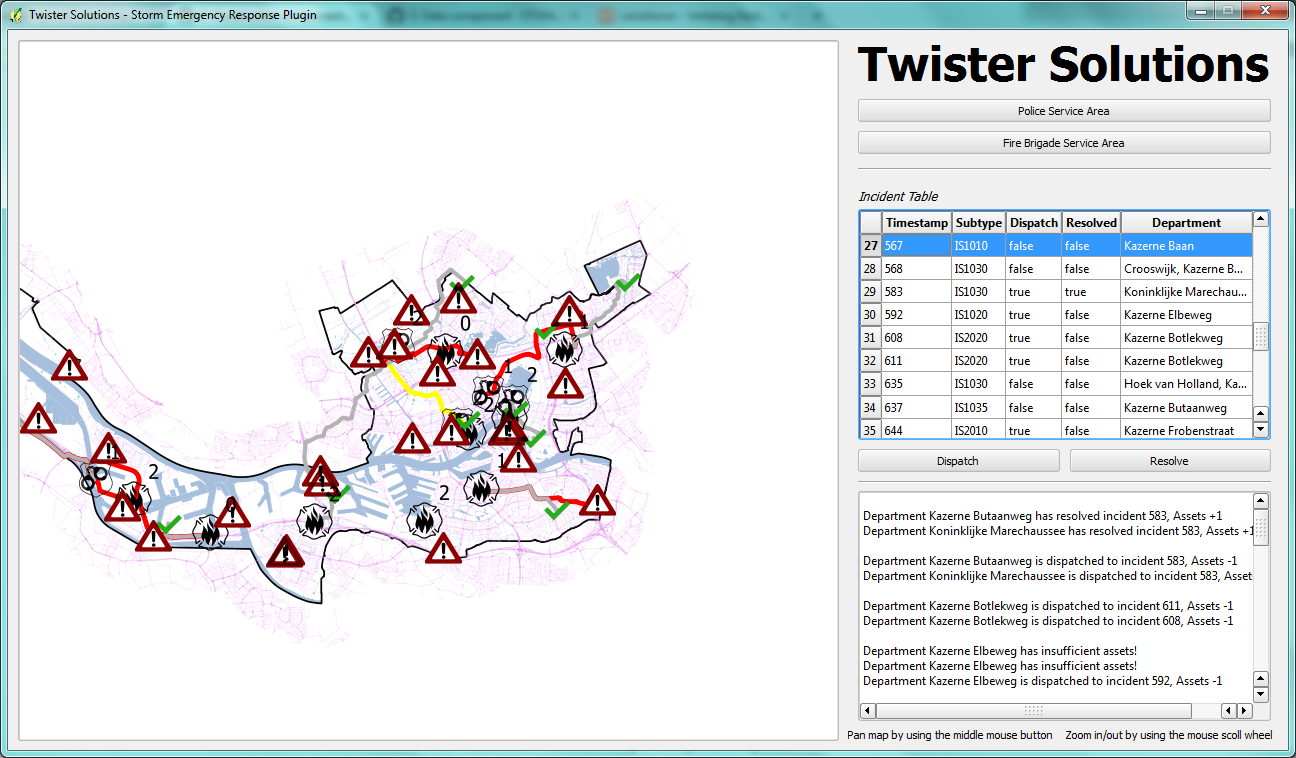 Twister Solutions - Storm Emergency Response Plugin
Twister Solutions
Police Service Area
Fire Brigade Service Area
Incident Table
Timestamp Subtype Dispatch Resolved Department
27 567 IS1010 false false Kazerne Baan
28 568 IS1030 false false Crooswijk, Kazerne B...
29 583 IS1030 true true Koninklijke Marechau...
30 592 IS1020 true false Kazerne Elbeweg
31 608 IS2020 true false Kazerne Botlekweg
32 611 IS2020 true false Kazerne Botlekweg
33 635 IS1030 false false Hoek van Holland, Ka...
34 637 IS1035 false false Kazerne Butaanweg
35 644 IS2010 true false Kazerne Frobenstraat
Dispatch Resolve
Department Kazerne Butaanweg has resolved incident 583, Assets +1
Department Koninklijke Marechaussee has resolved incident 583, Assets +1
Department Kazerne Butaanweg is dispatched to incident 583, Assets -1
Department Koninklijke Marechaussee is dispatched to incident 583, Asset
Department Kazerne Botlekweg is dispatched to incident 611, Assets -1
Department Kazerne Botlekweg is dispatched to incident 608, Assets -1
Department Kazerne Elbeweg has insufficient assets!
Department Kazerne Elbeweg has insufficient assets!
Department Kazerne Elbeweg is dispatched to incident 592, Assets -1
Pan map by using the middle mouse button Zoom in/out by using the mouse scoll wheel
2
0
1
1
2
2
1
2
1
2